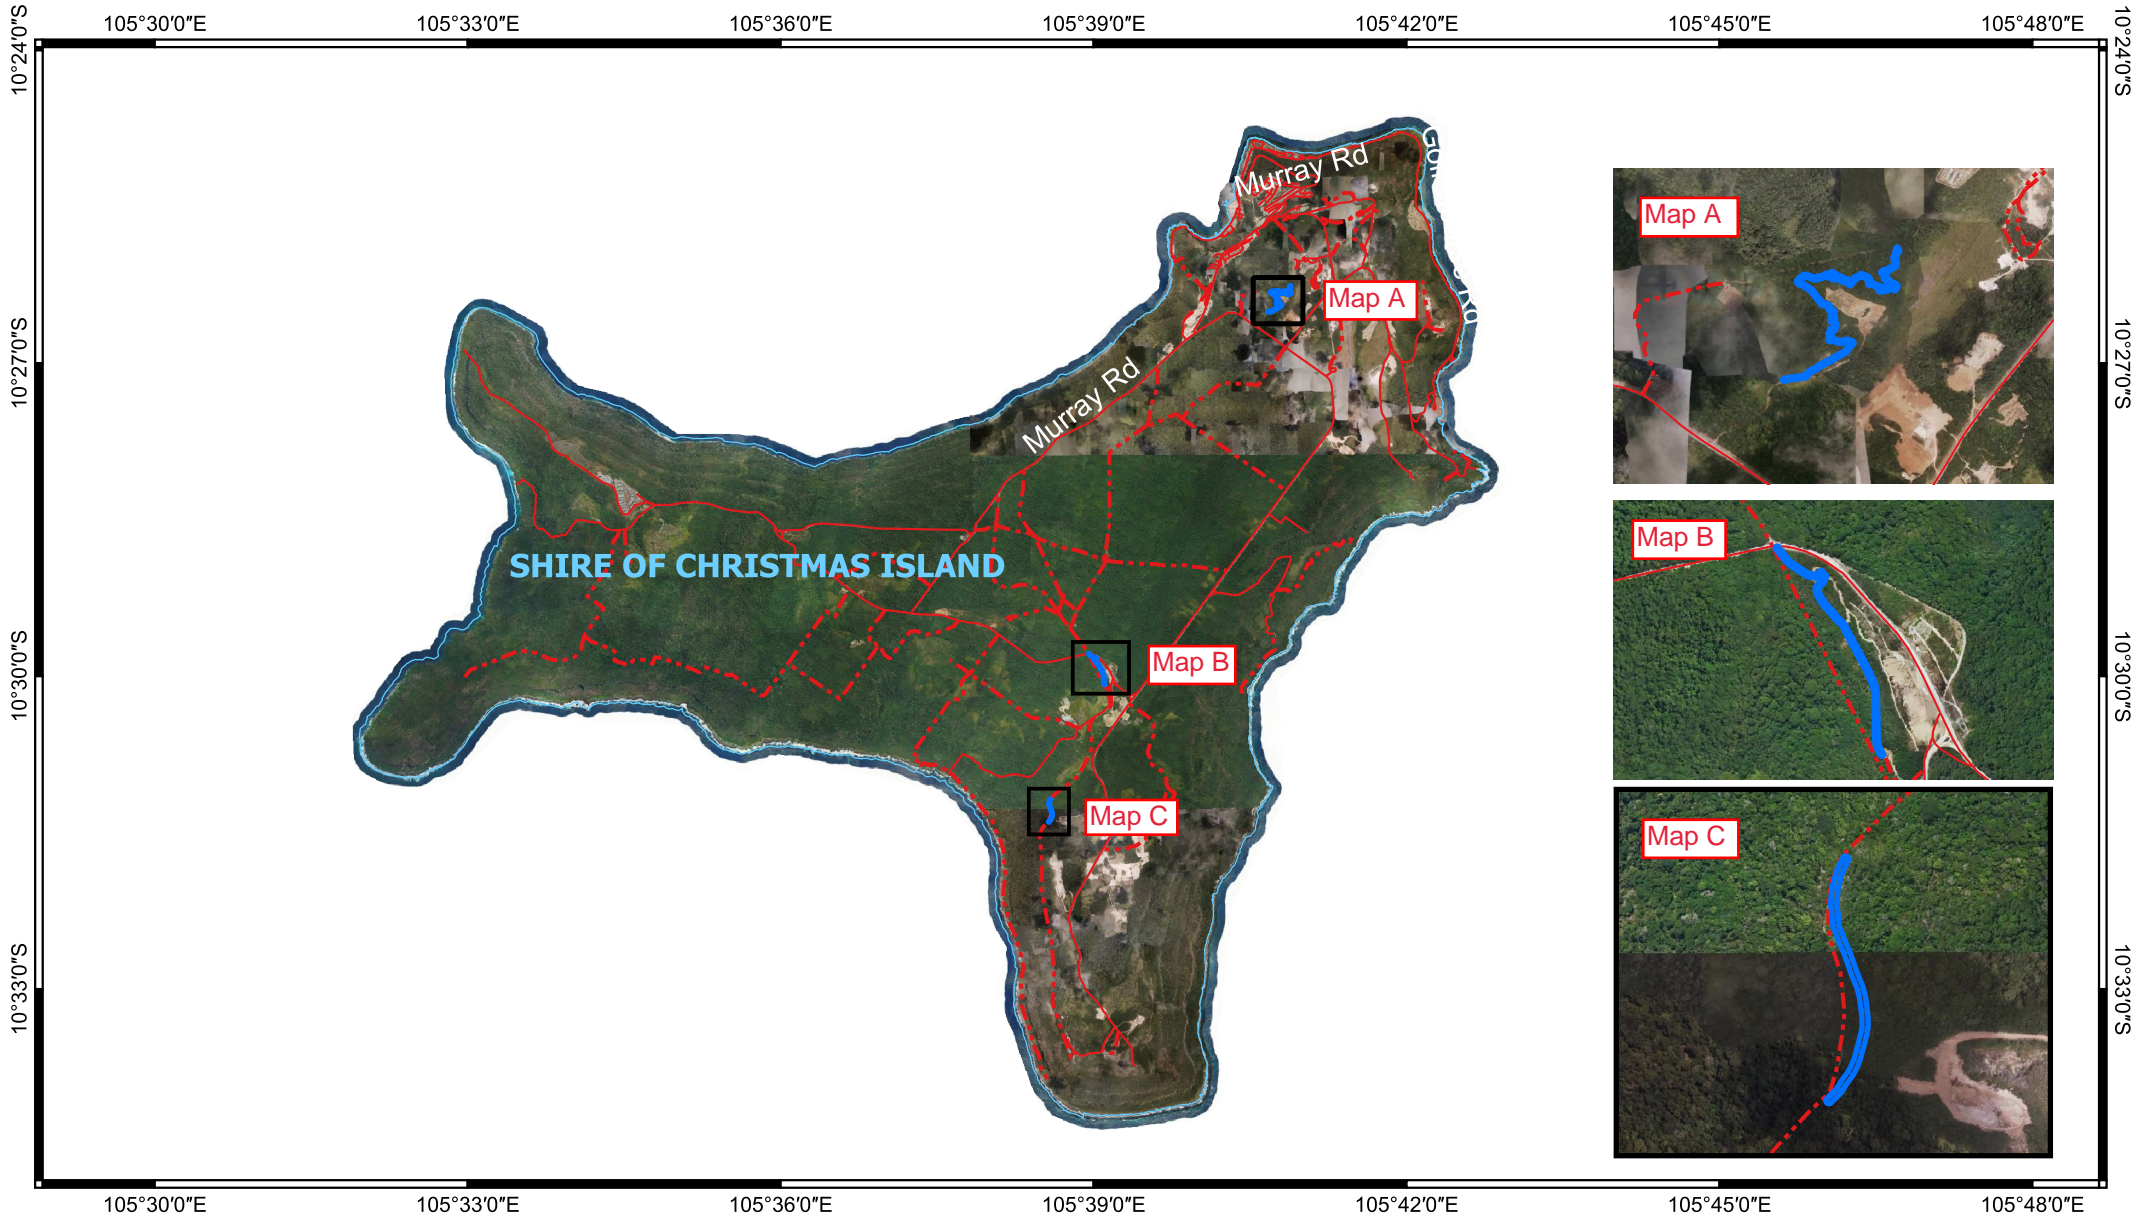 105°30′0″E 105°33′0″E 105°36′0″E 105°39′0″E 105°42′0″E 105°45′0″E 105°48′0″E
10°24′0″S
10°24′0″S
Murray Rd
Rd
Map A
Map A
10°27′0″S
10°27′0″S
Murray Rd
Map B
SHIRE OF CHRISTMAS ISLAND
Map B
10°30′0″S
10°30′0″S
Map C
Map C
10°33′0″S
10°33′0″S
105°30′0″E 105°33′0″E 105°36′0″E 105°39′0″E 105°42′0″E 105°45′0″E 105°48′0″E